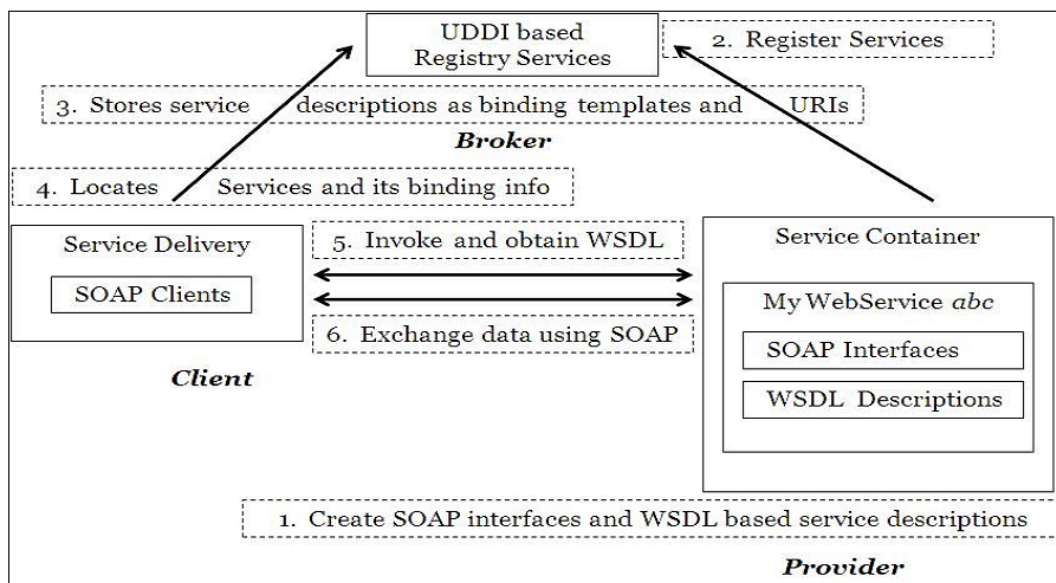 UDDI based
Registry Services
2. Register Services
3. Stores service descriptions as binding templates and URIs
Broker
4. Locates Services and its binding info
Service Delivery
SOAP Clients
Client
5. Invoke and obtain WSDL
6. Exchange data using SOAP
Service Container
My WebService abc
SOAP Interfaces
WSDL Descriptions
1. Create SOAP interfaces and WSDL based service descriptions
Provider